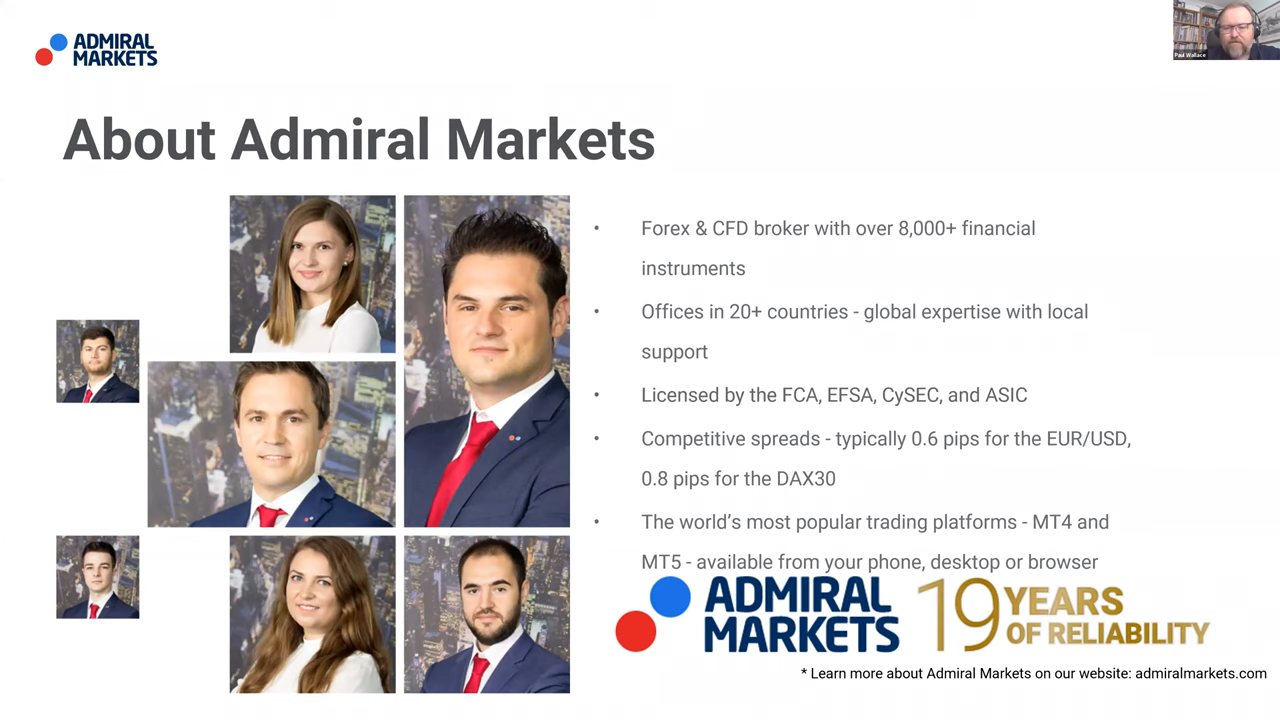 ADMIRAL
MARKETS
Paul Wallace
About Admiral Markets
• Forex & CFD broker with over 8,000+ financial
instruments
• Offices in 20+ countries - global expertise with local
support
• Licensed by the FCA, EFSA, CySEC, and ASIC
• Competitive spreads - typically 0.6 pips for the EUR/USD,
0.8 pips for the DAX30
• The world’s most popular trading platforms - MT4 and
MT5 - available from your phone, desktop or browser
ADMIRAL
MARKETS
19 YEARS
OF RELIABILITY
* Learn more about Admiral Markets on our website: admiralmarkets.com